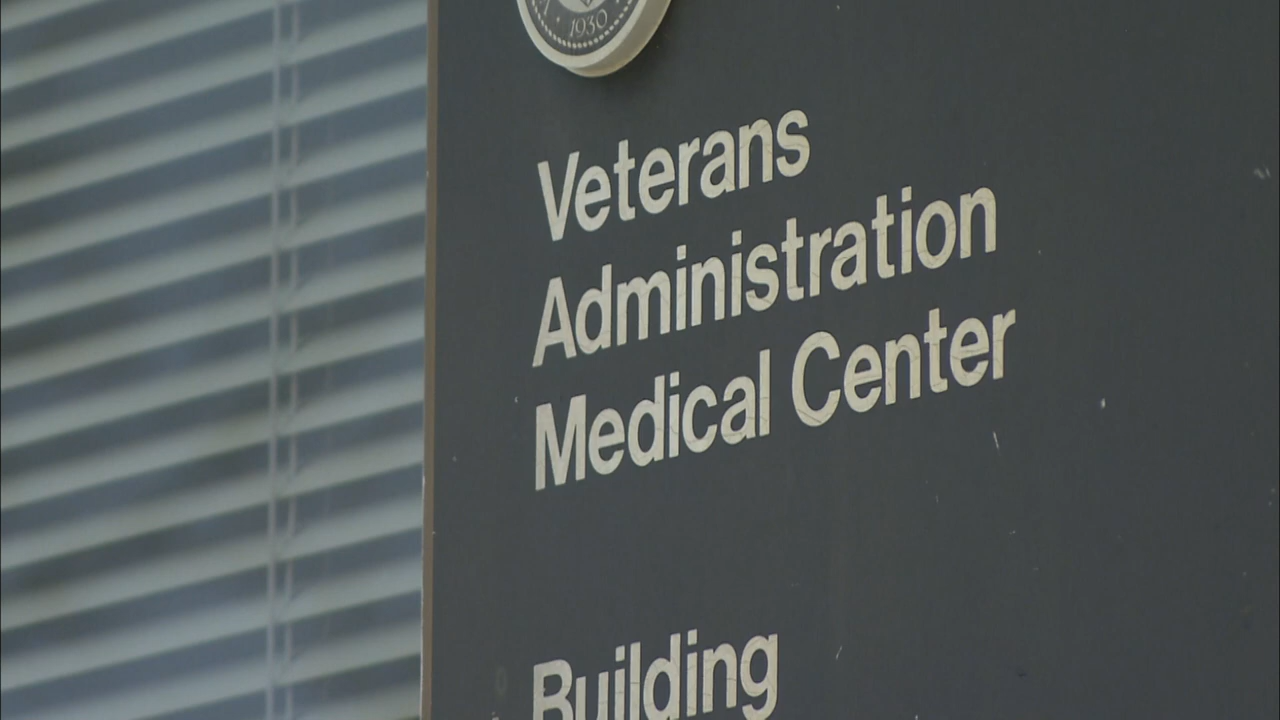 1930
Veterans
Administration
Medical Center
Building